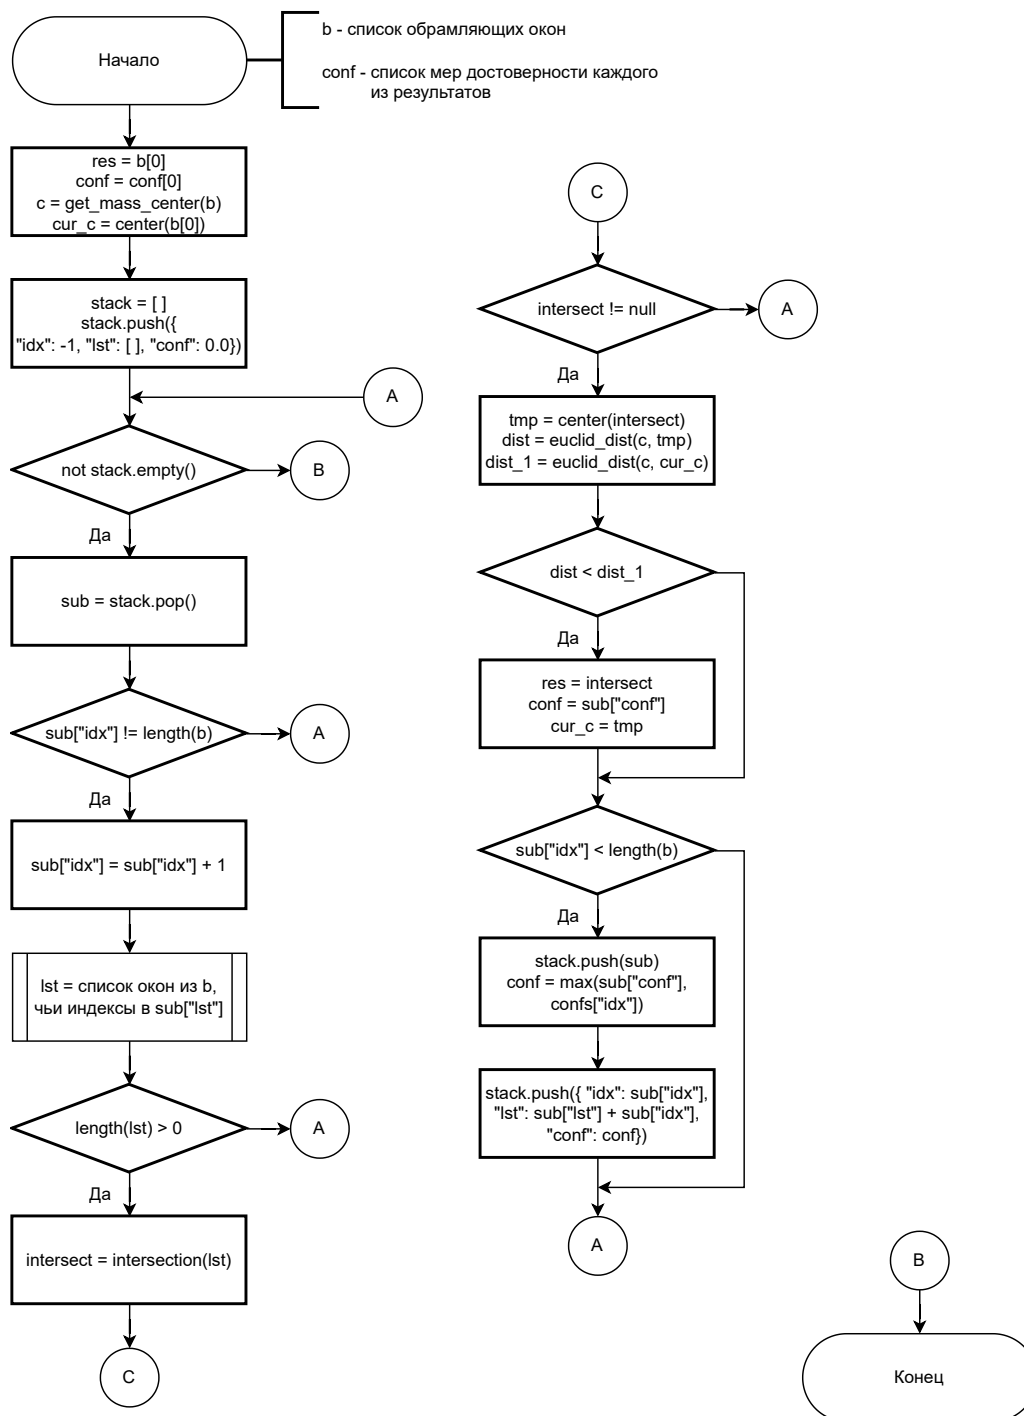 Начало
b - список обрамляющих окон
conf - список мер достоверности каждого
из результатов
res = b[0]
conf = conf[0]
c = get_mass_center(b)
cur_c = center(b[0])
stack = [ ]
stack.push({
"idx": -1, "lst": [ ], "conf": 0.0})
A
not stack.empty()
B
Да
sub = stack.pop()
sub["idx"] != length(b)
A
Да
sub["idx"] = sub["idx"] + 1
lst = список окон из b,
чьи индексы в sub["lst"]
length(lst) > 0
A
Да
intersect = intersection(lst)
C
C
intersect != null
A
Да
tmp = center(intersect)
dist = euclid_dist(c, tmp)
dist_1 = euclid_dist(c, cur_c)
dist < dist_1
Да
res = intersect
conf = sub["conf"]
cur_c = tmp
sub["idx"] < length(b)
Да
stack.push(sub)
conf = max(sub["conf"],
confs["idx"])
stack.push({ "idx": sub["idx"],
"lst": sub["lst"] + sub["idx"],
"conf": conf})
A
B
Конец